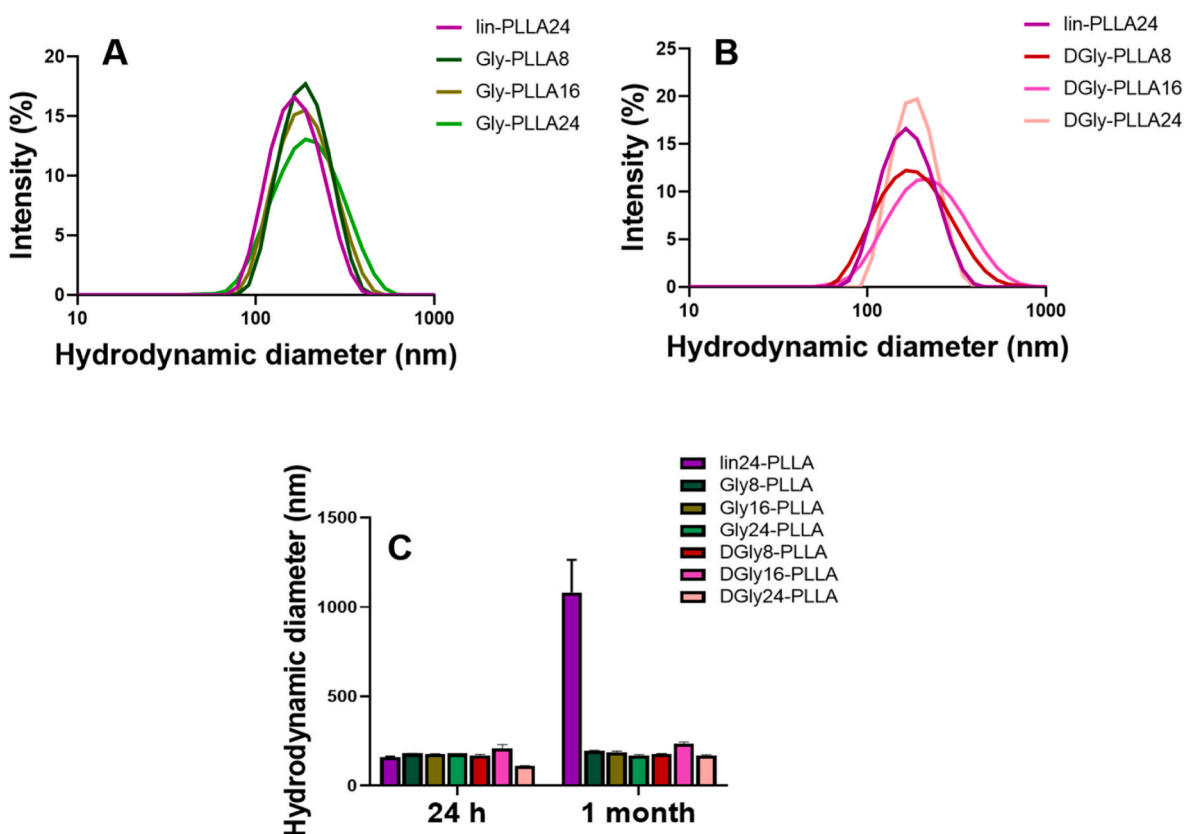 A
lin-PLLA24
Gly-PLLA8
Gly-PLLA16
Gly-PLLA24
Intensity (%)
20
15
10
5
0
10
100
1000
Hydrodynamic diameter (nm)
B
lin-PLLA24
DGly-PLLA8
DGly-PLLA16
DGly-PLLA24
Intensity (%)
25
20
15
10
5
0
10
100
1000
Hydrodynamic diameter (nm)
C
lin24-PLLA
Gly8-PLLA
Gly16-PLLA
Gly24-PLLA
DGly8-PLLA
DGly16-PLLA
DGly24-PLLA
Hydrodynamic diameter (nm)
1500
1000
500
0
24 h
1 month